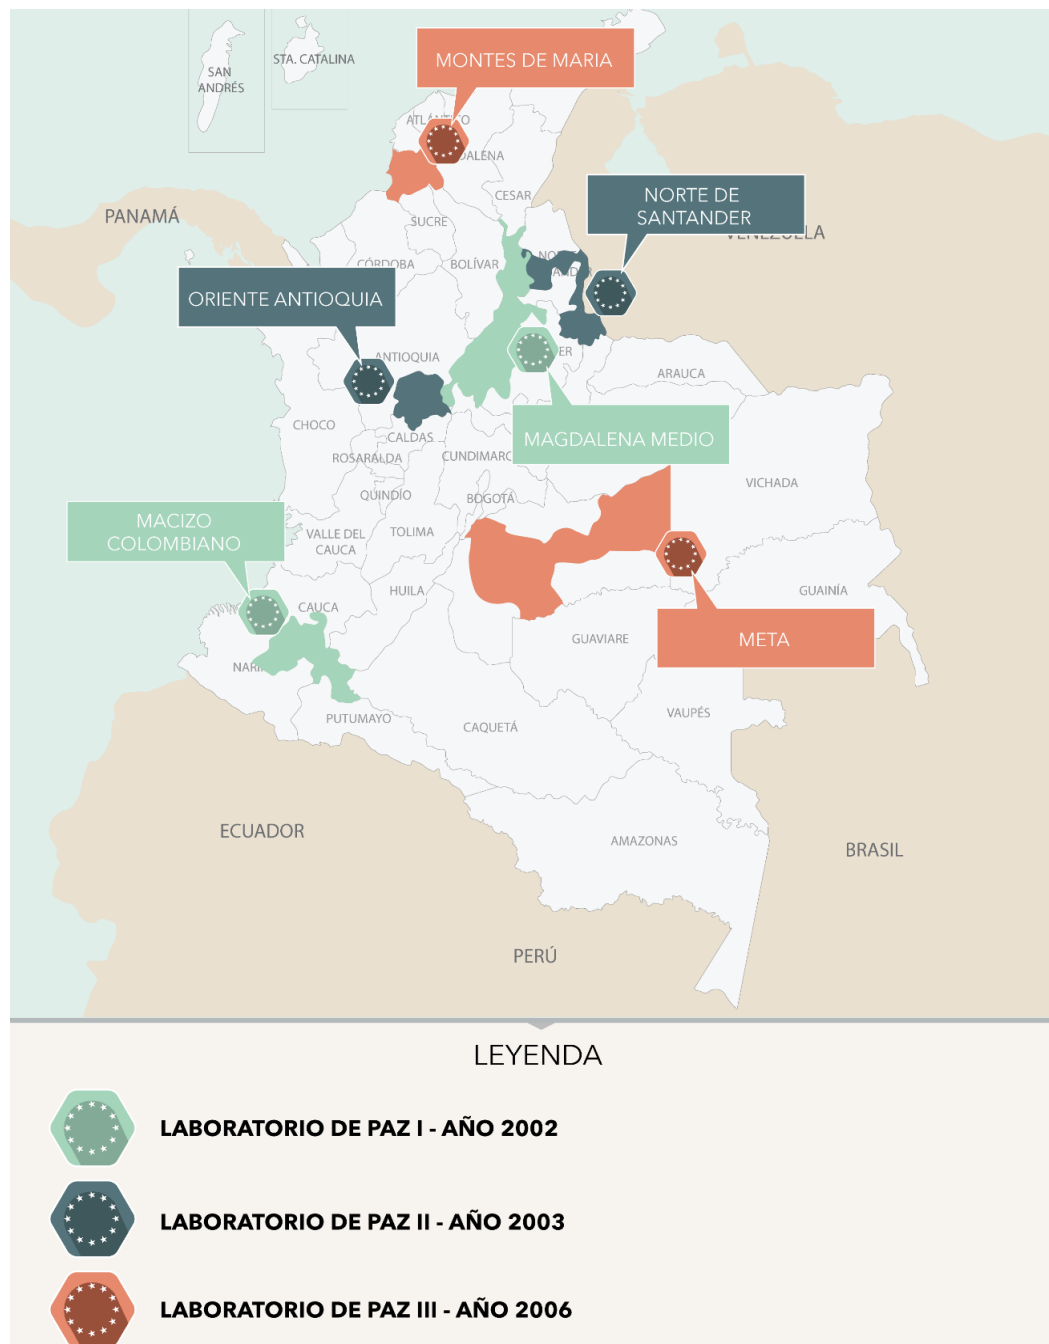 STA. CATALINA
SAN
ANDRÉS
MONTES DE MARIA
CESAR
NORTE DE
SANTANDER
PANAMÁ
SUCRE
VENEZUELA
CÓRDOBA
BOLÍVAR
ORIENTE ANTIOQUIA
ANTIOQUIA
ARAUCA
CHOCO
CALDAS
MAGDALENA MEDIO
ROSARALDA
CUNDIMARC
VICHADA
QUINDÍO
BOGOTÁ
MACIZO
COLOMBIANO
VALLE DEL
CAUCA
TOLIMA
HUILA
GUAINÍA
CAUCA
GUAVIARE
META
PUTUMAYO
CAQUETÁ
VAUPÉS
ECUADOR
AMAZONAS
BRASIL
PERÚ
LEYENDA
LABORATORIO DE PAZ I - AÑO 2002
LABORATORIO DE PAZ II - AÑO 2003
LABORATORIO DE PAZ III - AÑO 2006